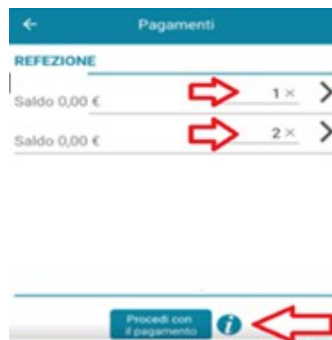 Pagamenti
REFEZIONE
Saldo 0,00 € 1 ×
Saldo 0,00 € 2 ×
Procedi con
il pagamento i